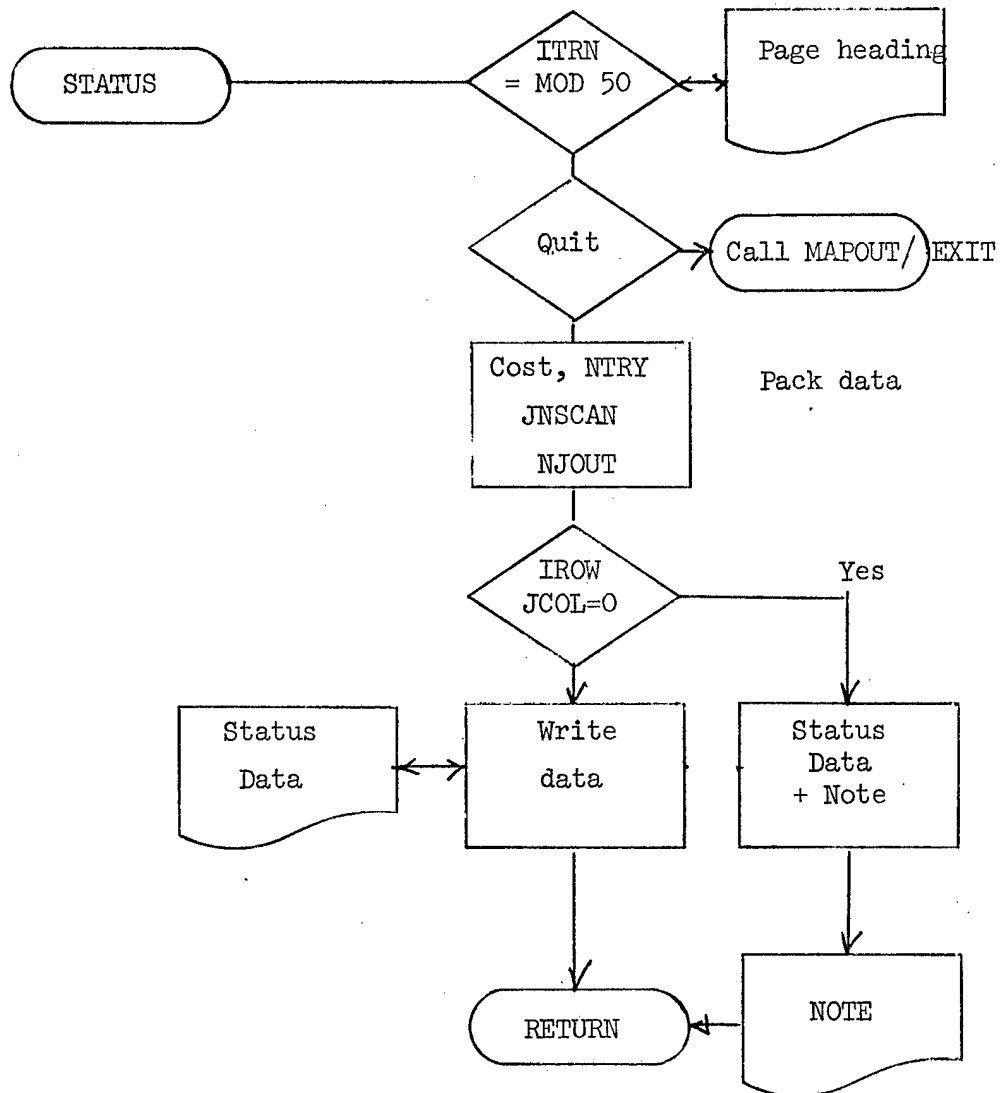 STATUS
ITRN
= MOD 50
Page heading
Quit
Call MAPOUT/ EXIT
Cost, NTRY
JNSCAN
NJOUT
Pack data
IROW
JCOL=0
Yes
Status
Data
Write
data
Status
Data
+ Note
RETURN
NOTE